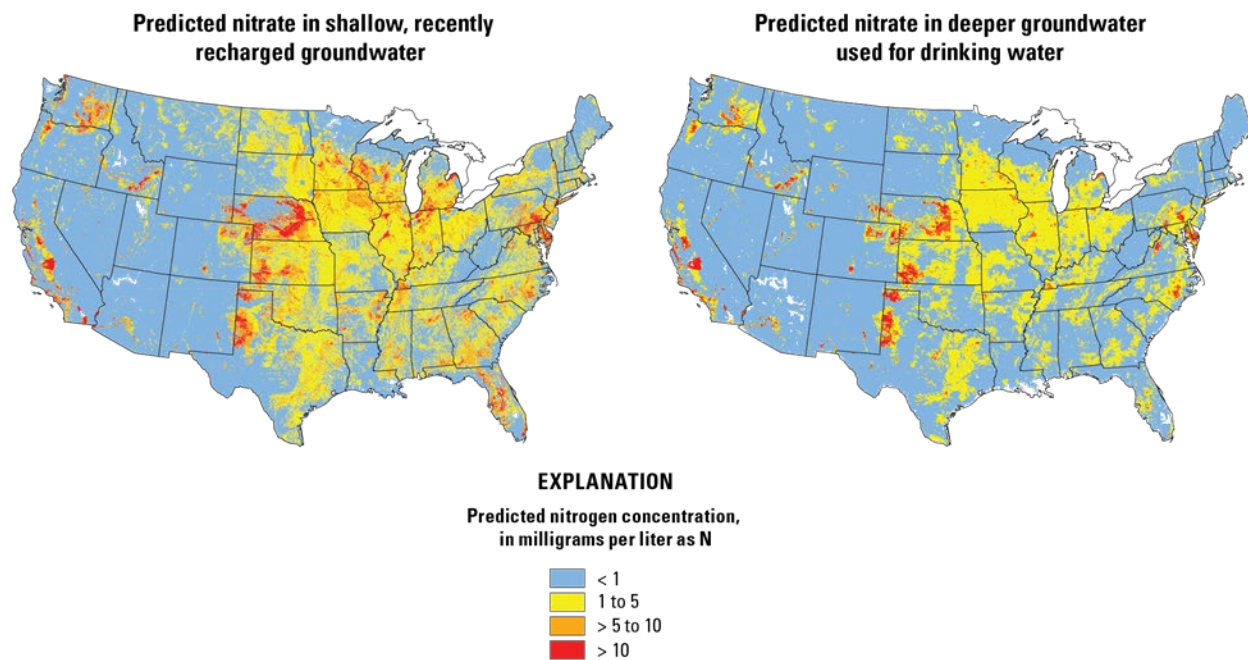 Predicted nitrate in shallow, recently
recharged groundwater
Predicted nitrate in deeper groundwater
used for drinking water
EXPLANATION
Predicted nitrogen concentration,
in milligrams per liter as N
< 1
1 to 5
> 5 to 10
> 10